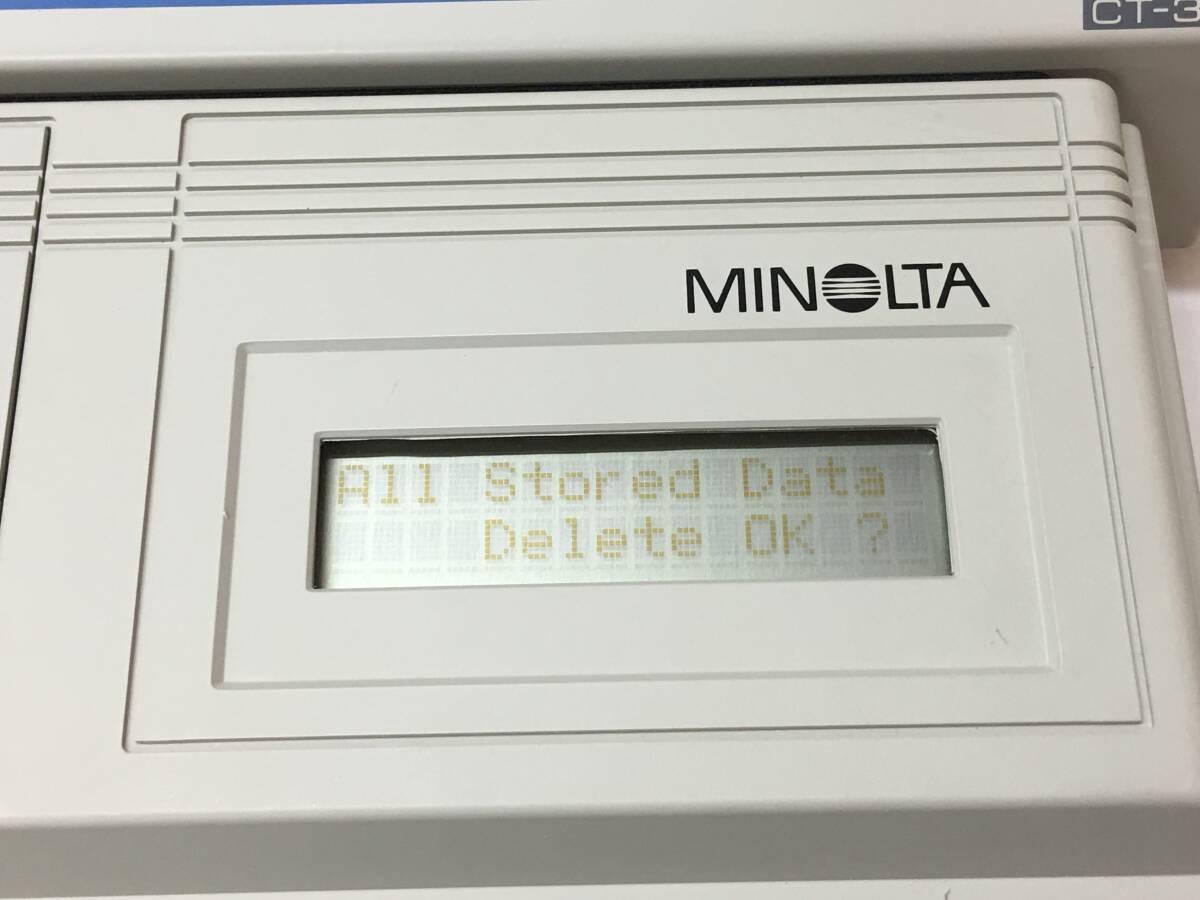 CT-3
MINOLTA
All Stored Data
Delete OK ?